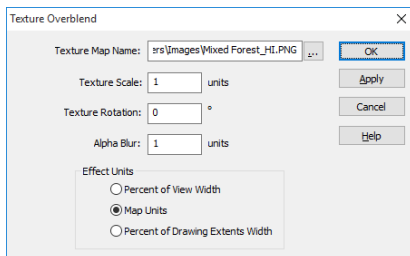 Texture Overblend
Texture Map Name: ers\Images\Mixed Forest_HI.PNG ... OK
Texture Scale: 1 units Apply
Texture Rotation: 0 ° Cancel
Alpha Blur: 1 units Help
Effect Units
Percent of View Width
Map Units
Percent of Drawing Extents Width